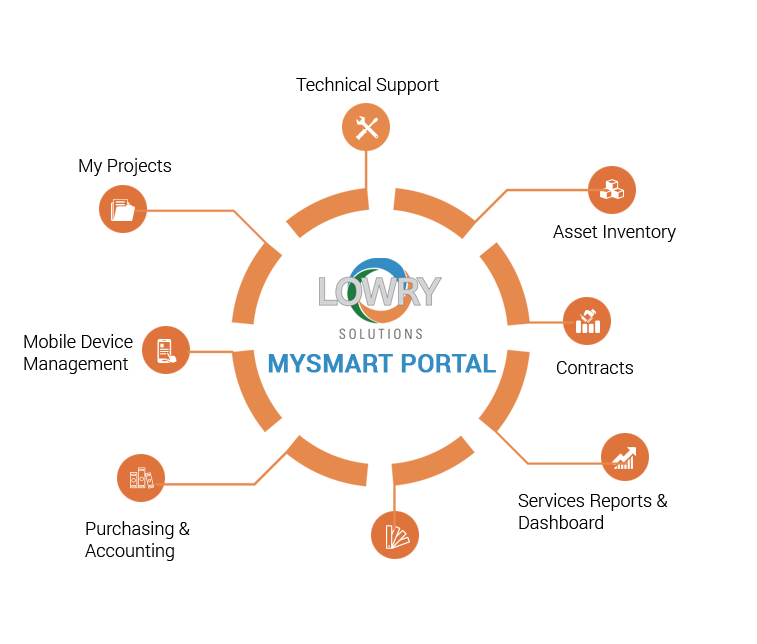 Technical Support
My Projects
Asset Inventory
LOWRY
SOLUTIONS
MYSMART PORTAL
Mobile Device
Management
Contracts
Services Reports &
Dashboard
Purchasing &
Accounting